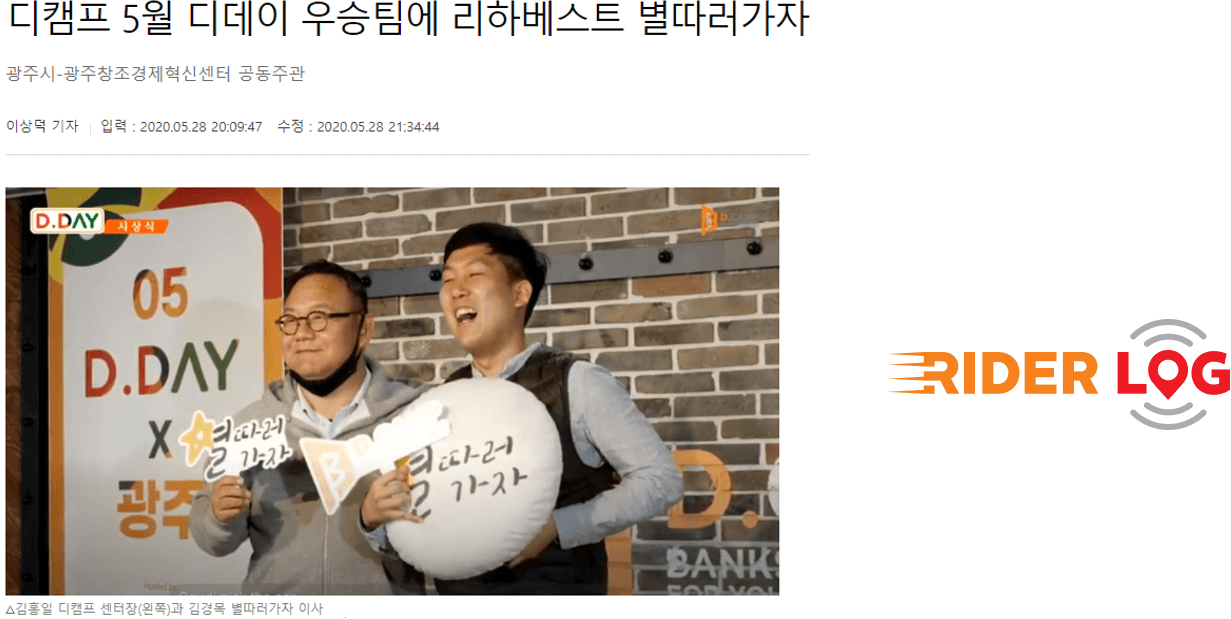 디캠프 5월 디데이 우승팀에 리하베스트 별따러가자
광주시-광주창조경제혁신센터 공동주관
이상덕 기자 | 입력 : 2020.05.28 20:09:47 수정 : 2020.05.28 21:34:44
D.DAY 시상식
D.CAMP
05
D.DAY
X
광주
별따러
가자
별따러
가자
D.
BANKS
FOR YOU
Hosted by
RIDER LOG
△김홍일 디캠프 센터장(왼쪽)과 김경목 별따러가자 이사